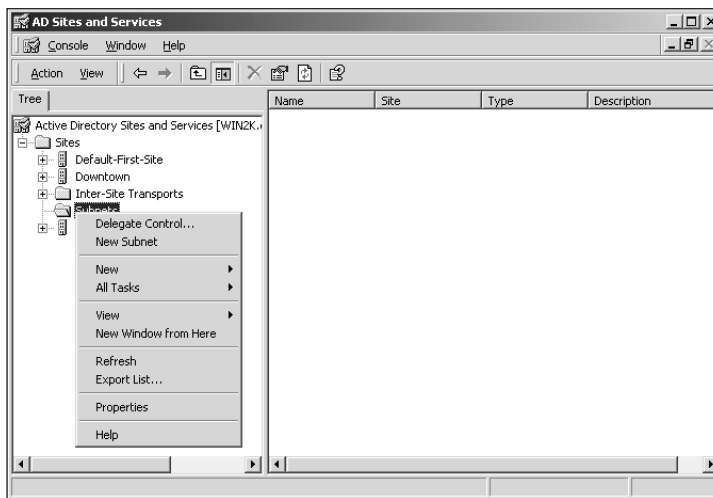 AD Sites and Services
Console Window Help
Action View
Tree
Name Site Type Description
Active Directory Sites and Services [WIN2K.
Sites
Default-First-Site
Downtown
Inter-Site Transports
Subnets
Delegate Control...
New Subnet
New
All Tasks
View
New Window from Here
Refresh
Export List...
Properties
Help